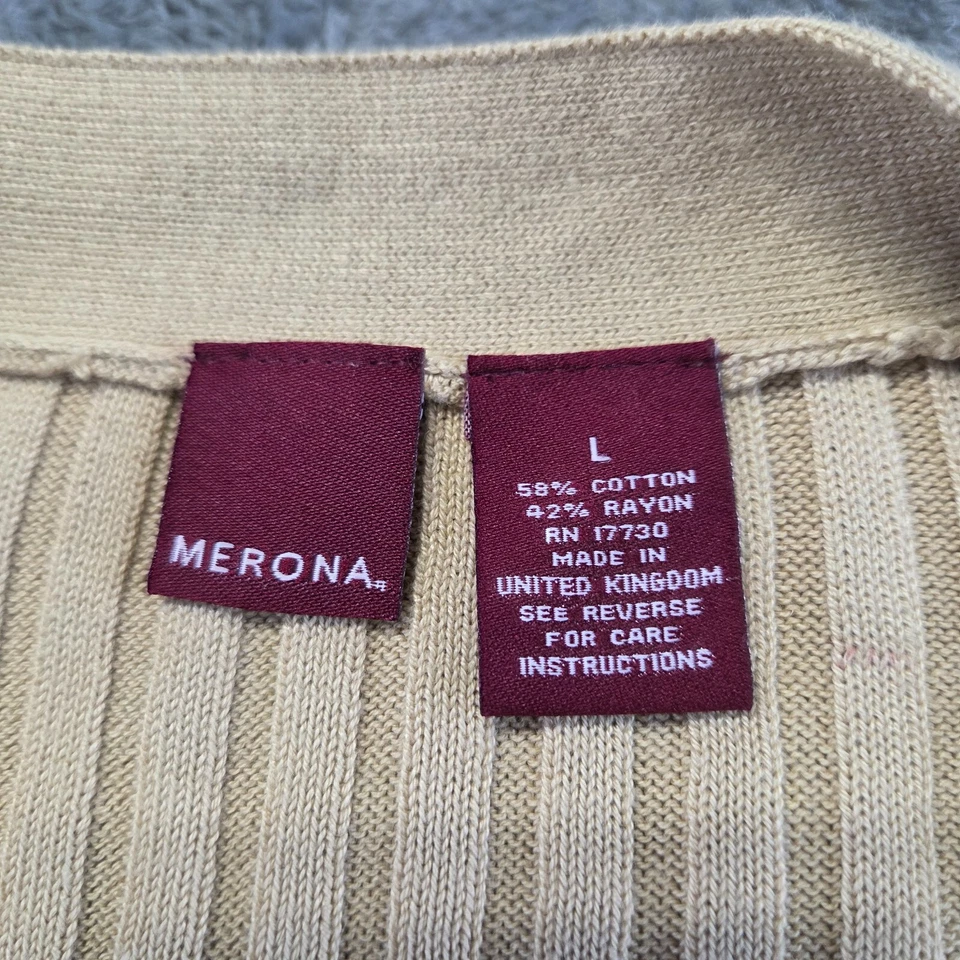 MERONA
L
58% COTTON
42% RAYON
RN 17730
MADE IN
UNITED KINGDOM
SEE REVERSE
FOR CARE
INSTRUCTIONS